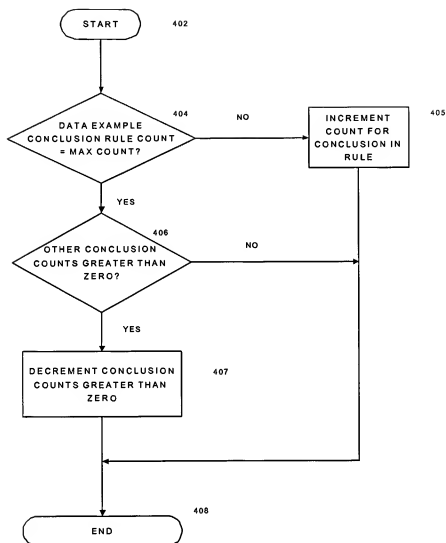 START
402
404
DATA EXAMPLE
CONCLUSION RULE COUNT
= MAX COUNT?
NO
INCREMENT
COUNT FOR
CONCLUSION IN
RULE
405
YES
406
OTHER CONCLUSION
COUNTS GREATER THAN
ZERO?
NO
YES
DECREMENT CONCLUSION
COUNTS GREATER THAN
ZERO
407
408
END